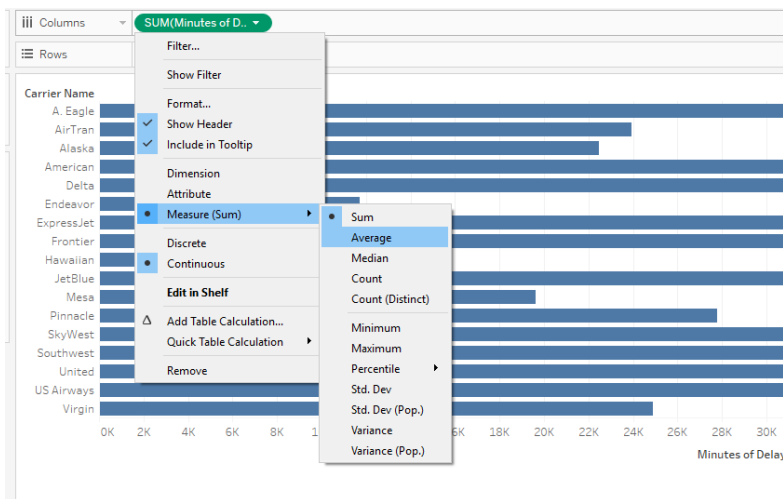 Columns
SUM(Minutes of D..
Rows
Filter...
Show Filter
Format...
Show Header
Include in Tooltip
Dimension
Attribute
Measure (Sum)
Discrete
Continuous
Edit in Shelf
Add Table Calculation...
Quick Table Calculation
Remove
Sum
Average
Median
Count
Count (Distinct)
Minimum
Maximum
Percentile
Std. Dev
Std. Dev (Pop.)
Variance
Variance (Pop.)
Carrier Name
A. Eagle
AirTran
Alaska
American
Delta
Endeavor
ExpressJet
Frontier
Hawaiian
JetBlue
Mesa
Pinnacle
SkyWest
Southwest
United
US Airways
Virgin
0K 2K 4K 6K 8K 1 6K 18K 20K 22K 24K 26K 28K 30K
Minutes of Delay